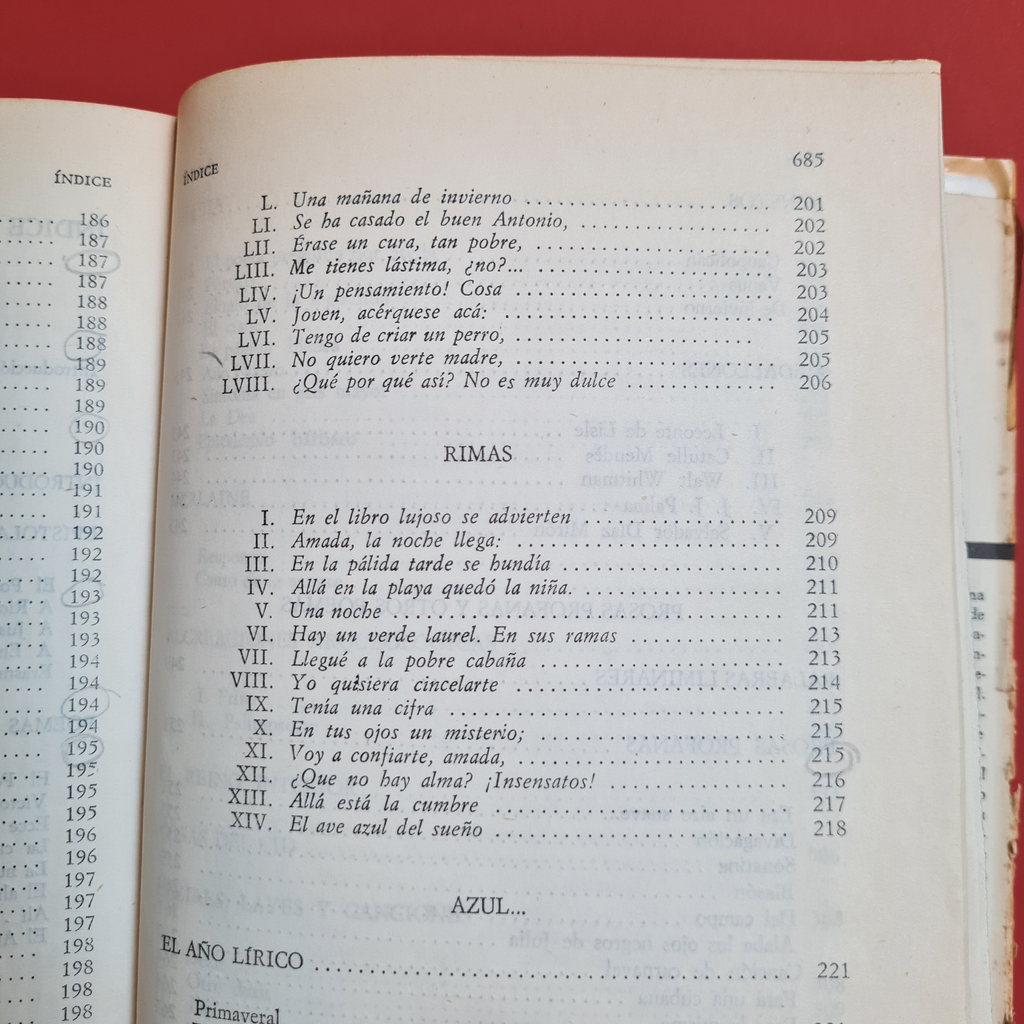 ÍNDICE
186
..... 187
..... 187
..... 187
..... 188
..... 188
..... 188
..... 189
..... 189
..... 189
..... 190
..... 190
..... 190
..... 191
..... 191
..... 192
..... 192
..... 192
..... 193
..... 193
..... 193
..... 194
..... 194
..... 194
..... 194
..... 195
..... 195
..... 195
..... 195
..... 196
..... 196
..... 197
..... 197
..... 197
..... 198
..... 198
..... 198
..... 198
ÍNDICE 685
L. Una mañana de invierno ..................... 201
LI. Se ha casado el buen Antonio, ................ 202
LII. Érase un cura, tan pobre, .................... 202
LIII. Me tienes lástima, ¿no?... ................... 203
LIV. ¡Un pensamiento! Cosa ..................... 203
LV. Joven, acérquese acá: ....................... 204
LVI. Tengo de criar un perro, .................... 205
LVII. No quiero verte madre, ..................... 205
LVIII. ¿Qué por qué así? No es muy dulce ............ 206
RIMAS
I. En el libro lujoso se advierten ................ 209
II. Amada, la noche llega: ...................... 209
III. En la pálida tarde se hundía .................. 210
IV. Allá en la playa quedó la niña. ................ 211
V. Una noche ................................ 211
VI. Hay un verde laurel. En sus ramas ............. 213
VII. Llegué a la pobre cabaña .................... 213
VIII. Yo quisiera cincelarte ....................... 214
IX. Tenía una cifra ............................ 215
X. En tus ojos un misterio; ..................... 215
XI. Voy a confiarte, amada, ..................... 215
XII. ¿Que no hay alma? ¡Insensatos! .............. 216
XIII. Allá está la cumbre ......................... 217
XIV. El ave azul del sueño ....................... 218
AZUL...
EL AÑO LÍRICO ................................. 221
Primaveral